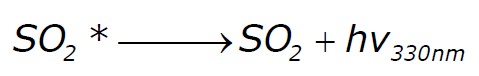 SO₂ * ⟶ SO₂ + hv₃₃₀ₙₘ